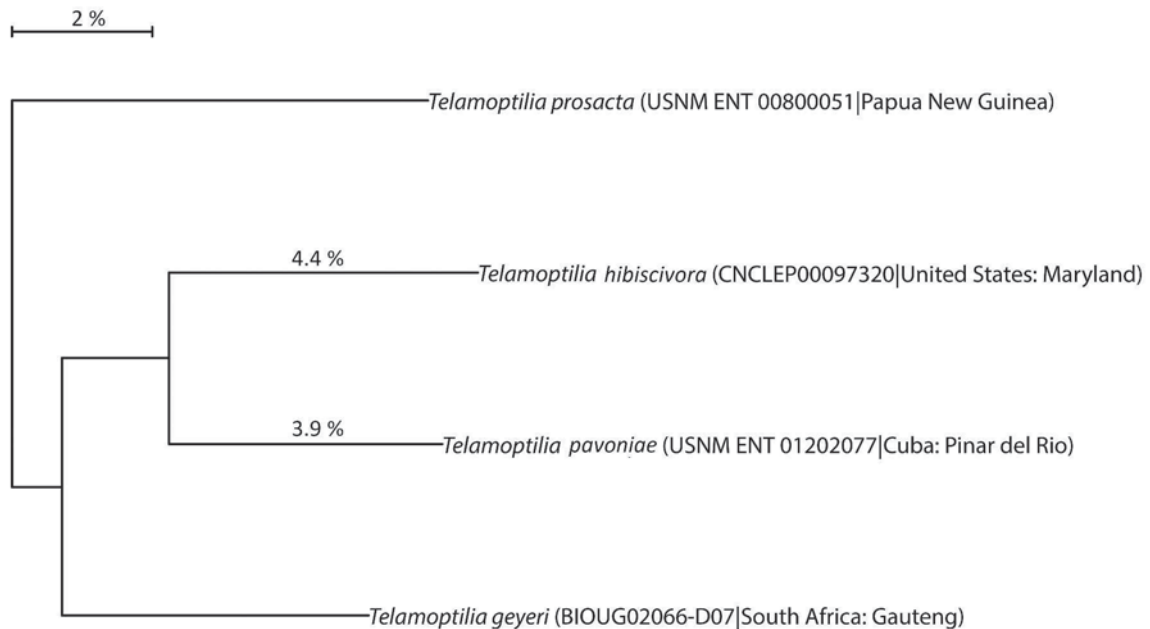 2 %
Telamoptilia prosacta (USNM ENT 00800051|Papua New Guinea)
4.4 %
Telamoptilia hibiscivora (CNCLEP00097320|United States: Maryland)
3.9 %
Telamoptilia pavoniae (USNM ENT 01202077|Cuba: Pinar del Rio)
Telamoptilia geyeri (BIOUG02066-D07|South Africa: Gauteng)